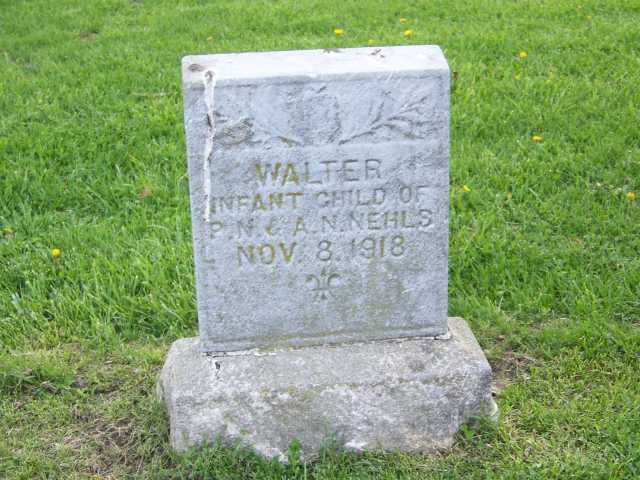 WALTER
INFANT CHILD OF
P.N. & A.N. NEHLS
NOV. 8. 1918